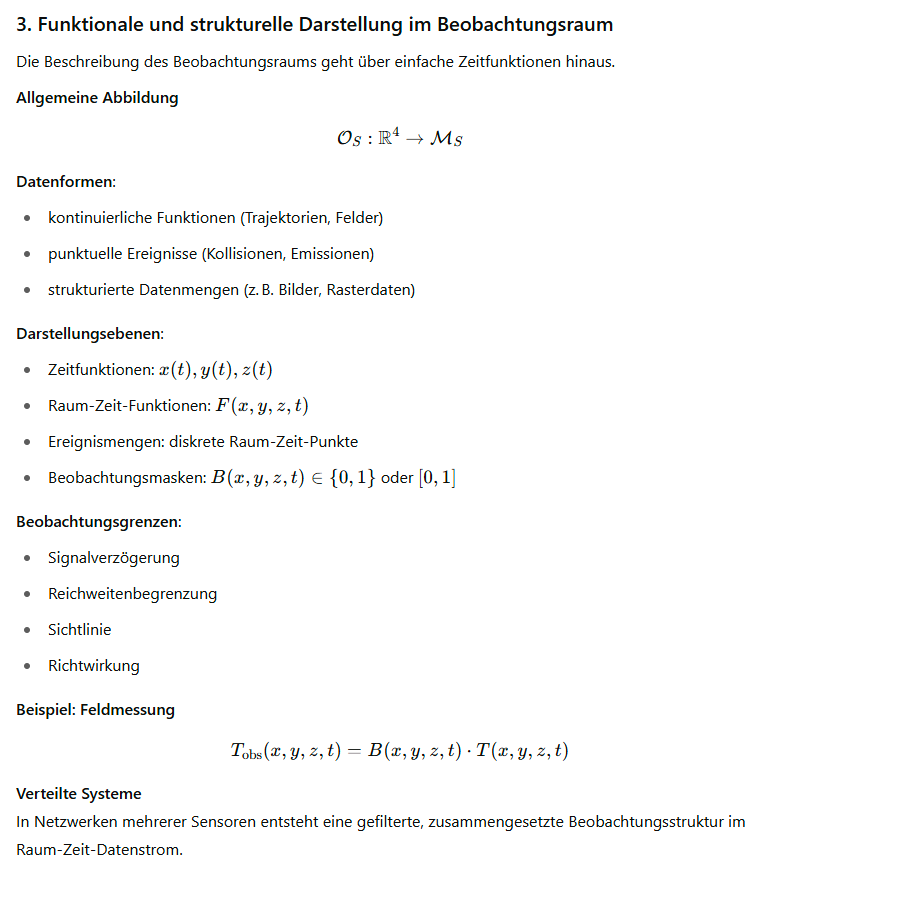 3. Funktionale und strukturelle Darstellung im Beobachtungsraum
Die Beschreibung des Beobachtungsraums geht über einfache Zeitfunktionen hinaus.
Allgemeine Abbildung
𝒪_S : ℝ⁴ → ℳ_S
Datenformen:
• kontinuierliche Funktionen (Trajektorien, Felder)
• punktuelle Ereignisse (Kollisionen, Emissionen)
• strukturierte Datenmengen (z. B. Bilder, Rasterdaten)
Darstellungsebenen:
• Zeitfunktionen: x(t), y(t), z(t)
• Raum-Zeit-Funktionen: F(x, y, z, t)
• Ereignismengen: diskrete Raum-Zeit-Punkte
• Beobachtungsmasken: B(x, y, z, t) ∈ {0, 1} oder [0, 1]
Beobachtungsgrenzen:
• Signalverzögerung
• Reichweitenbegrenzung
• Sichtlinie
• Richtwirkung
Beispiel: Feldmessung
T_obs(x, y, z, t) = B(x, y, z, t) · T(x, y, z, t)
Verteilte Systeme
In Netzwerken mehrerer Sensoren entsteht eine gefilterte, zusammengesetzte Beobachtungsstruktur im
Raum-Zeit-Datenstrom.